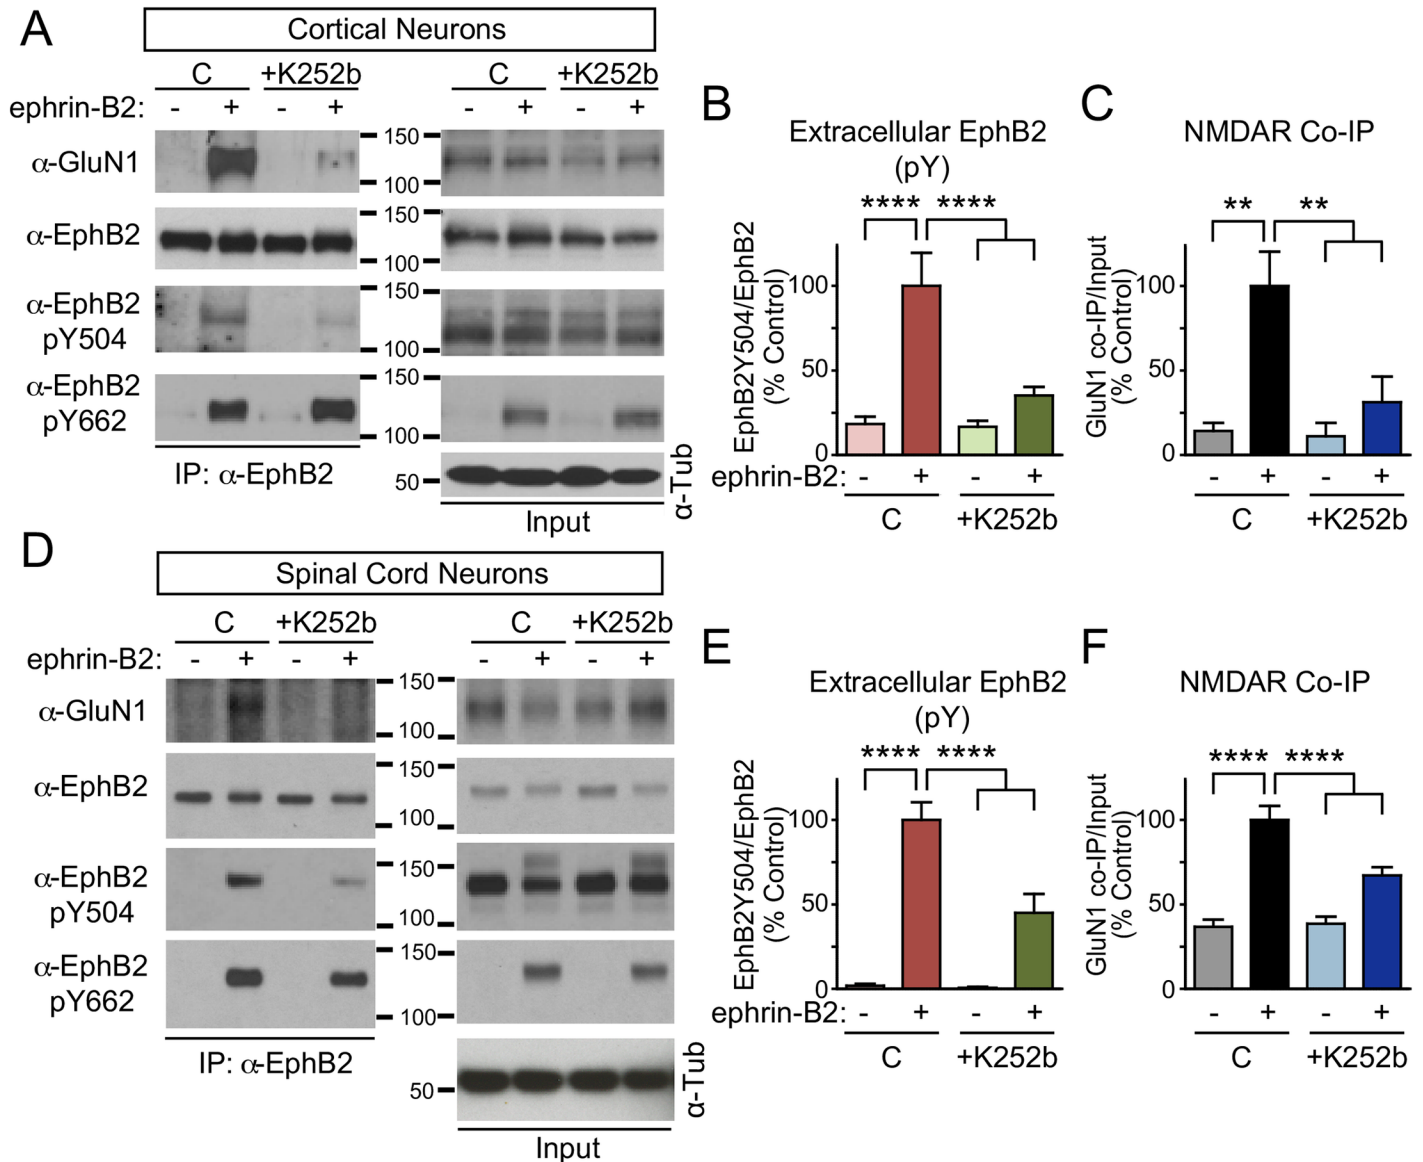 A
Cortical Neurons
C +K252b C +K252b
ephrin-B2: - + - + - + - +
α-GluN1
150
100
α-EphB2
150
100
α-EphB2
pY504
150
100
α-EphB2
pY662
150
100
50
IP: α-EphB2
α-Tub
Input
B
Extracellular EphB2
(pY)
**** ****
EphB2Y504/EphB2
(% Control)
100
50
0
ephrin-B2: - + - +
C +K252b
C
NMDAR Co-IP
** **
GluN1 co-IP/Input
(% Control)
100
50
0
- + - +
C +K252b
D
Spinal Cord Neurons
C +K252b C +K252b
ephrin-B2: - + - + - + - +
α-GluN1
150
100
α-EphB2
150
100
α-EphB2
pY504
150
100
α-EphB2
pY662
150
100
50
IP: α-EphB2
α-Tub
Input
E
Extracellular EphB2
(pY)
**** ****
EphB2Y504/EphB2
(% Control)
100
50
0
ephrin-B2: - + - +
C +K252b
F
NMDAR Co-IP
**** ****
GluN1 co-IP/Input
(% Control)
100
50
0
- + - +
C +K252b